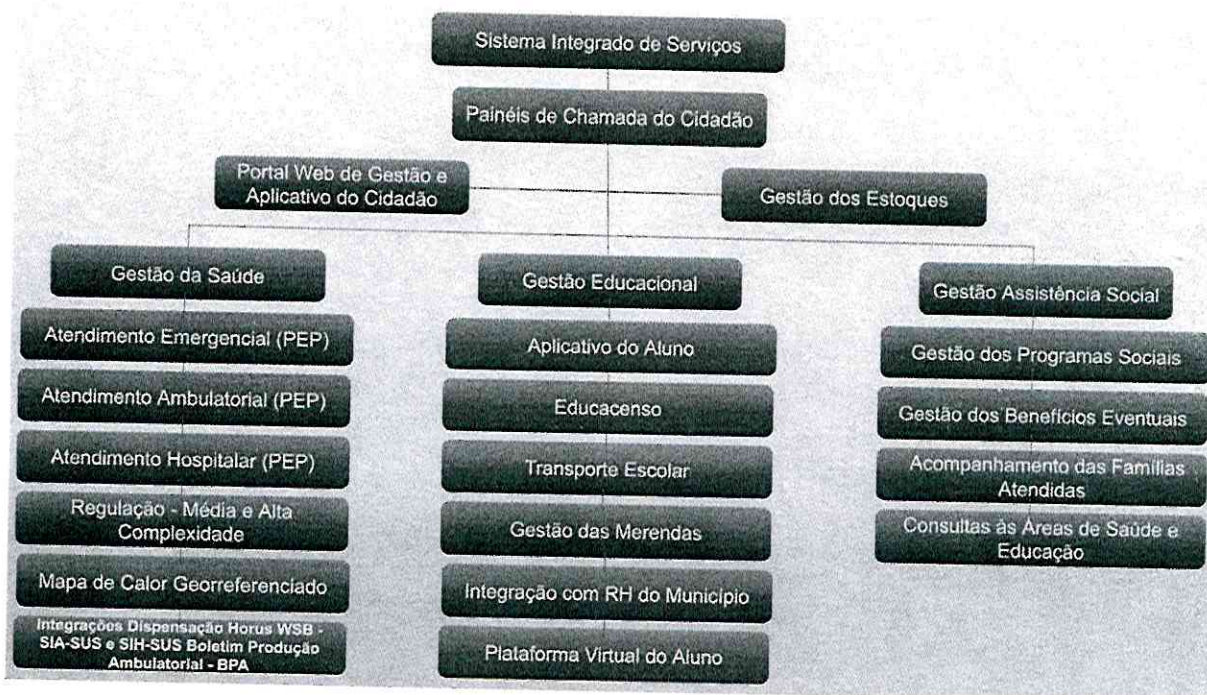 Sistema Integrado de Serviços
Painéis de Chamada do Cidadão
Portal Web de Gestão e
Aplicativo do Cidadão
Gestão dos Estoques
Gestão da Saúde
Atendimento Emergencial (PEP)
Atendimento Ambulatorial (PEP)
Atendimento Hospitalar (PEP)
Regulação - Média e Alta
Complexidade
Mapa de Calor Georreferenciado
Integrações Dispensação Horus WSB -
SIA-SUS e SIH-SUS Boletim Produção
Ambulatorial - BPA
Gestão Educacional
Aplicativo do Aluno
Educacenso
Transporte Escolar
Gestão das Merendas
Integração com RH do Município
Plataforma Virtual do Aluno
Gestão Assistência Social
Gestão dos Programas Sociais
Gestão dos Benefícios Eventuais
Acompanhamento das Famílias
Atendidas
Consultas às Áreas de Saúde e
Educação